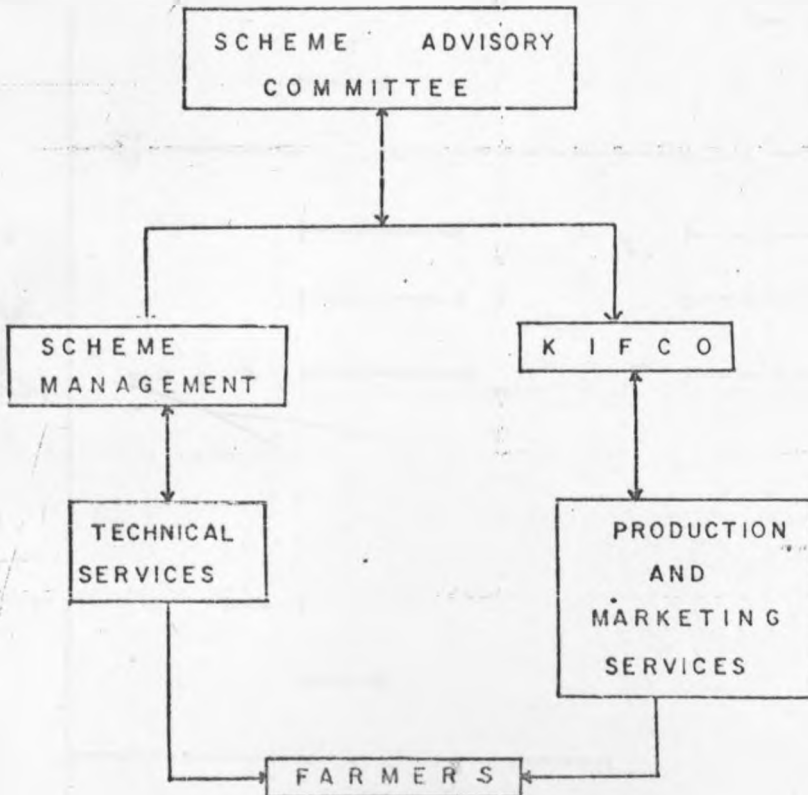 SCHEME ADVISORY
COMMITTEE
SCHEME
MANAGEMENT
KIFCO
TECHNICAL
SERVICES
PRODUCTION
AND
MARKETING
SERVICES
FARMERS